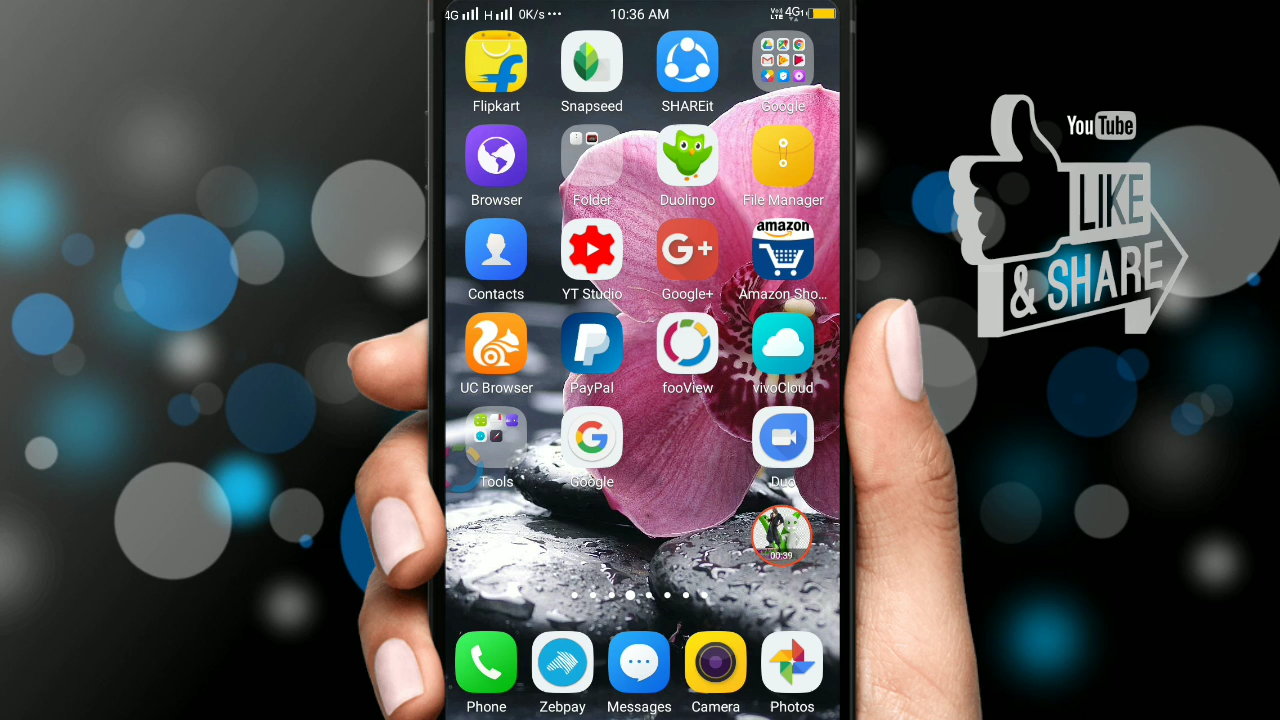 4G H 0K/s ••• 10:36 AM VoLTE 4G
Flipkart Snapseed SHAREit Google
Browser Folder Duolingo File Manager
amazon
Contacts YT Studio Google+ Amazon Sho...
UC Browser PayPal fooView vivoCloud
Tools Google Duo
00:39
Phone Zebpay Messages Camera Photos
YouTube
LIKE
& SHARE